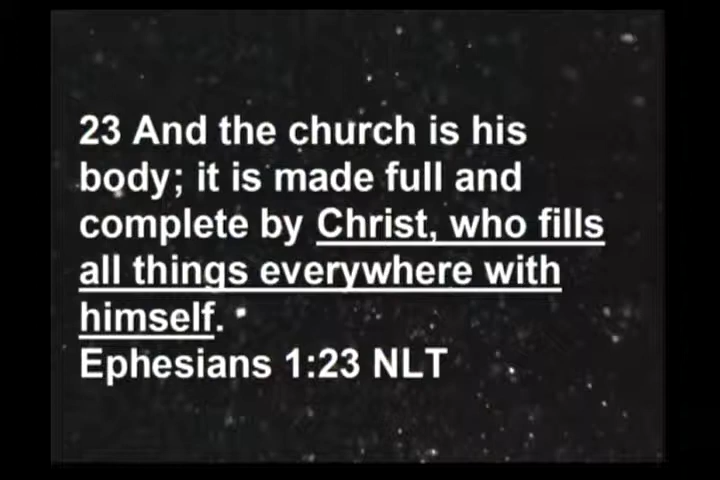 23 And the church is his
body; it is made full and
complete by Christ, who fills
all things everywhere with
himself.
Ephesians 1:23 NLT